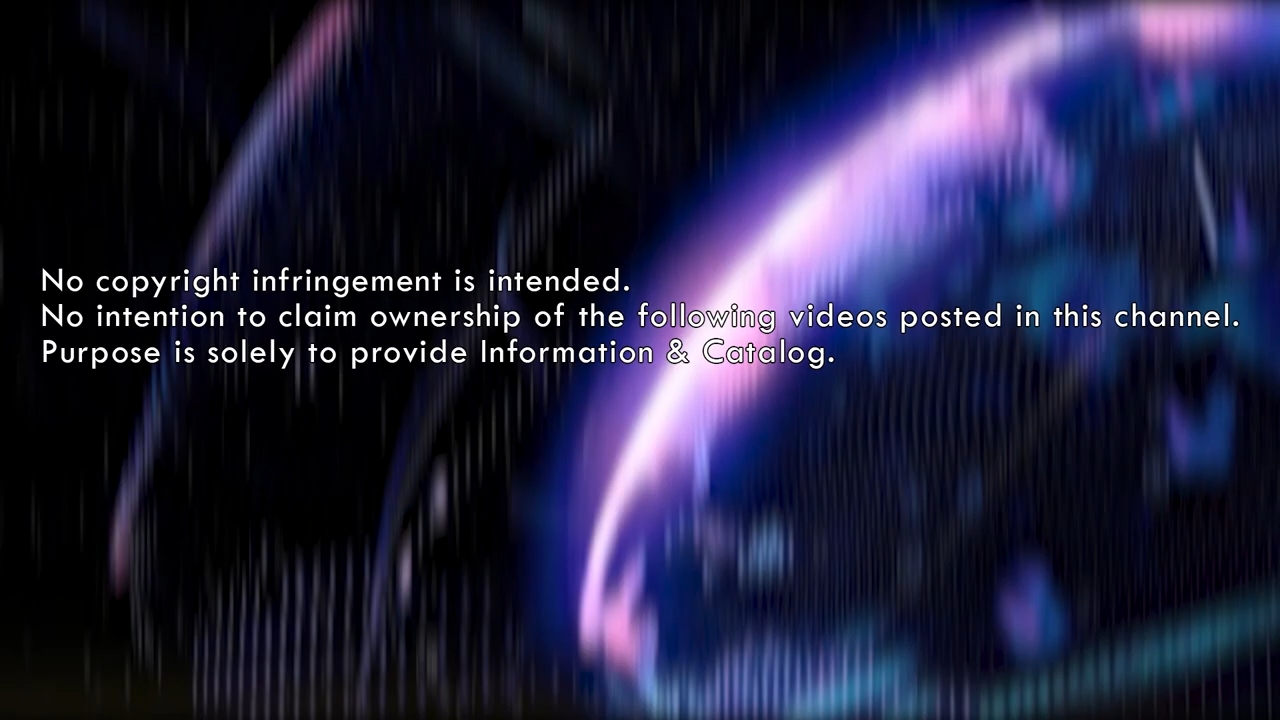 No copyright infringement is intended.
No intention to claim ownership of the following videos posted in this channel.
Purpose is solely to provide Information & Catalog.